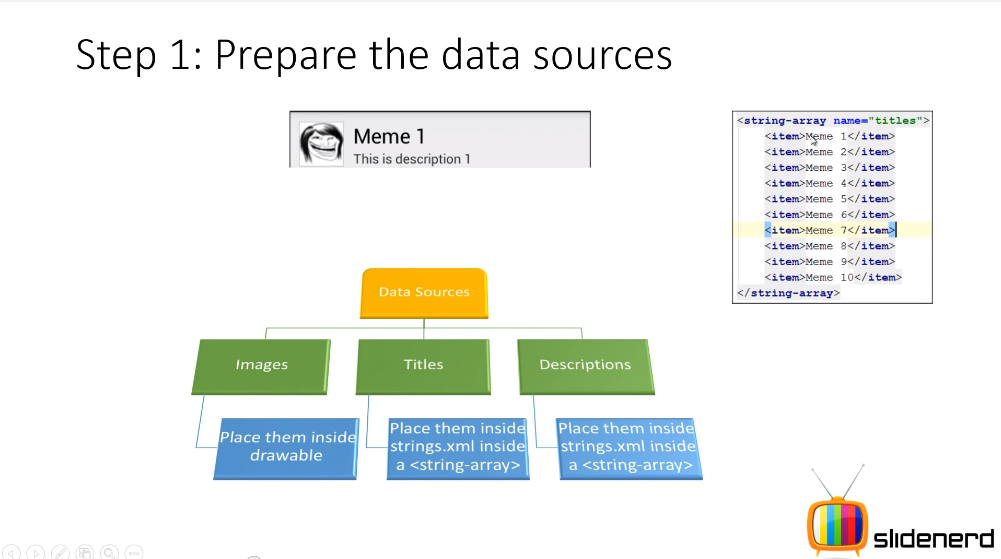 Step 1: Prepare the data sources
Meme 1
This is description 1
<string-array name="titles">
<item>Meme 1</item>
<item>Meme 2</item>
<item>Meme 3</item>
<item>Meme 4</item>
<item>Meme 5</item>
<item>Meme 6</item>
<item>Meme 7</item>
<item>Meme 8</item>
<item>Meme 9</item>
<item>Meme 10</item>
</string-array>
Data Sources
Images
Titles
Descriptions
Place them inside
drawable
Place them inside
strings.xml inside
a <string-array>
Place them inside
strings.xml inside
a <string-array>
slidenerd